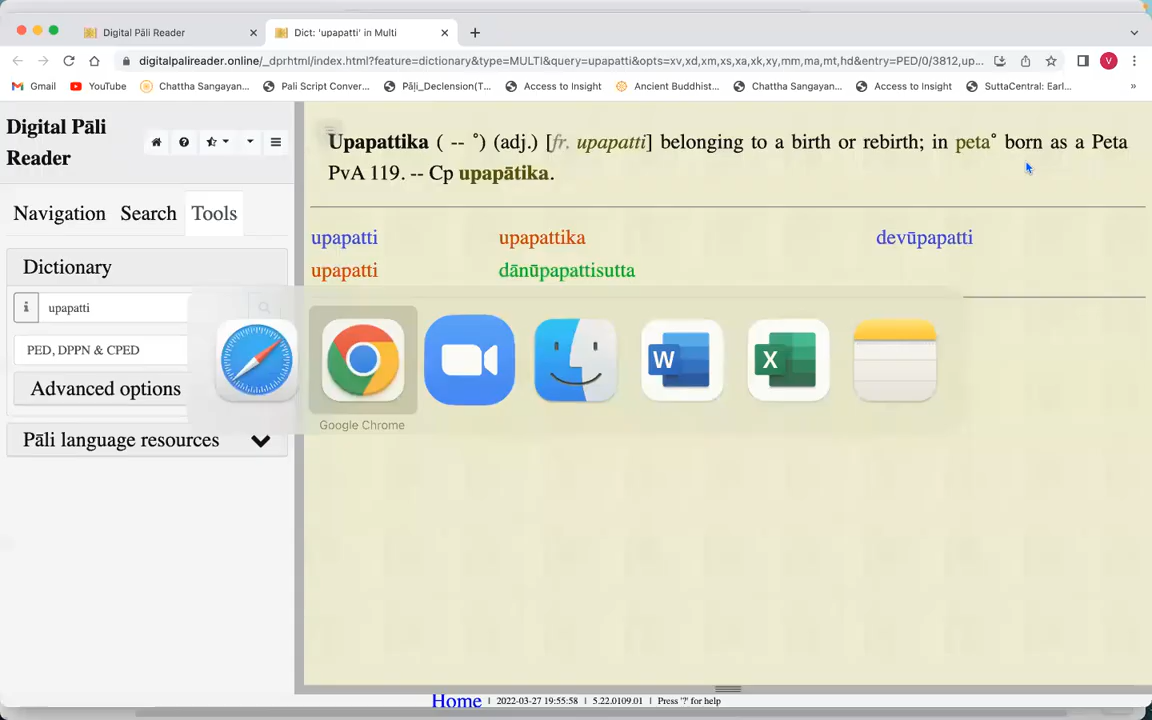 Digital Pāli Reader
Dict: 'upapatti' in Multi
digitalpalireader.online/_dprhtml/index.html?feature=dictionary&type=MULTI&query=upapatti&opts=xv,xd,xm,xs,xa,xk,xy,mm,ma,mt,hd&entry=PED/0/3812,up...
V
Gmail
YouTube
Chattha Sangayan...
Pali Script Conver...
Pāḷi_Declension(T...
Access to Insight
Ancient Buddhist...
Chattha Sangayan...
Access to Insight
SuttaCentral: Earl...
»
Digital Pāli
Reader
Navigation Search Tools
Dictionary
i upapatti
PED, DPPN & CPED
Advanced options
Pāli language resources
Upapattika ( -- ˚) (adj.) [fr. upapatti] belonging to a birth or rebirth; in peta˚ born as a Peta
PvA 119. -- Cp upapātika.
upapatti upapattika devūpapatti
upapatti dānūpapattisutta
W X
Google Chrome
Home | 2022-03-27 19:55:58 | 5.22.0109.01 | Press '?' for help